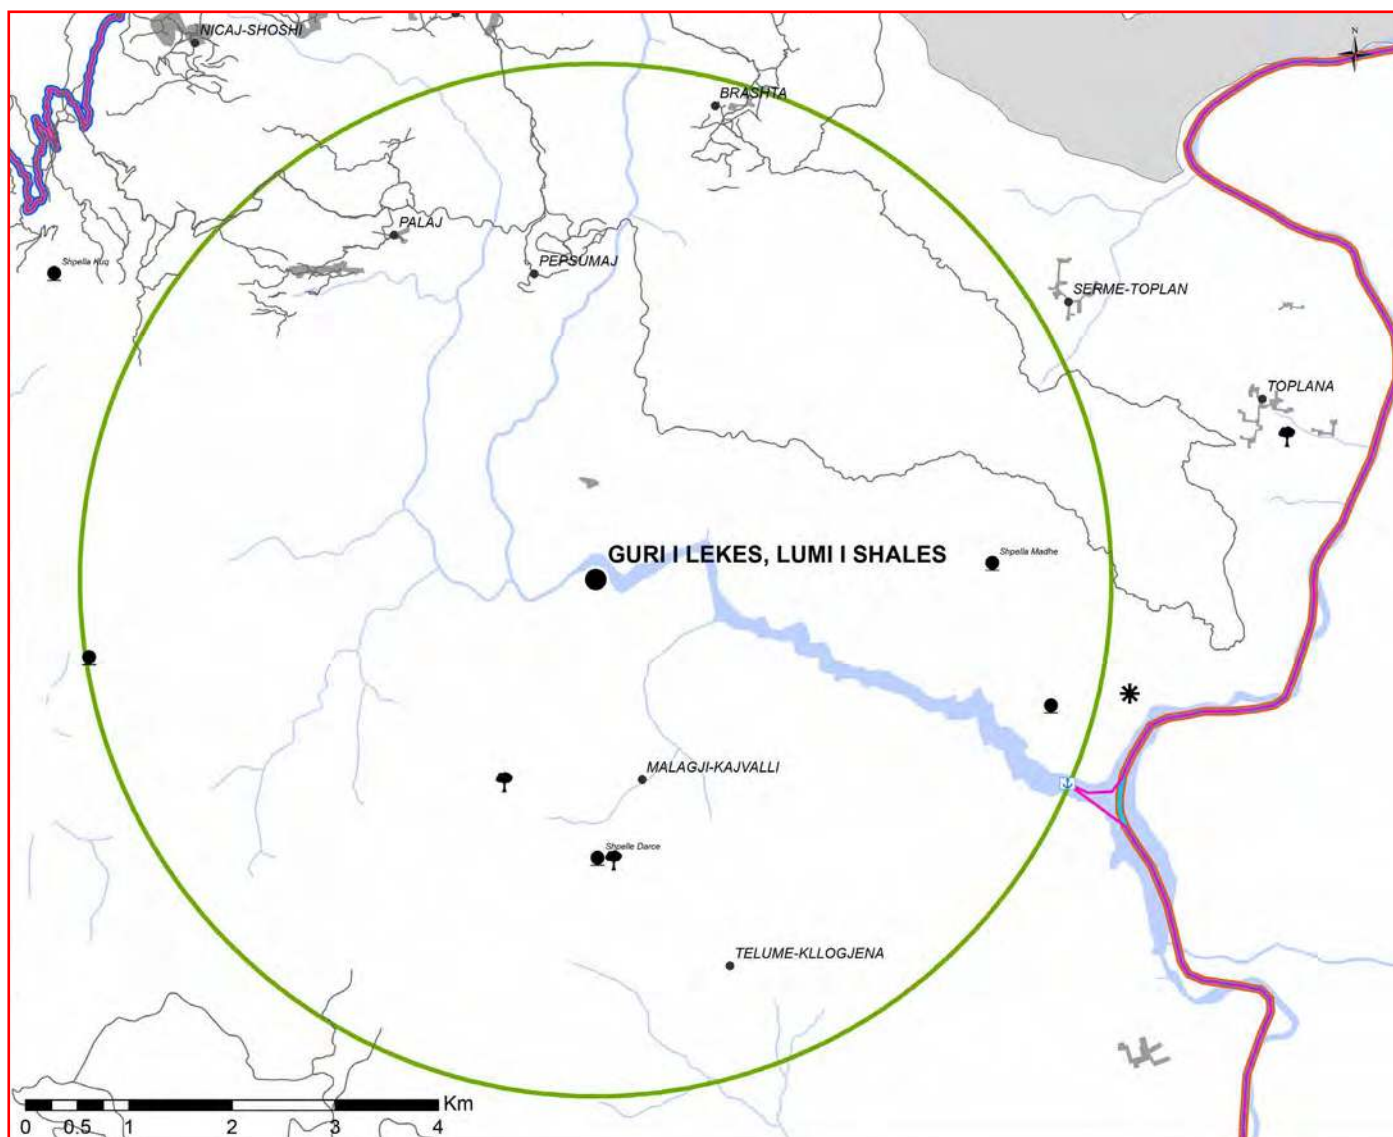 NICAJ-SHOSHI
N
BRASHTA
PALAJ
Shpella Kuq
PEPSUMAJ
SERME-TOPLAN
TOPLANA
GURI I LEKES, LUMI I SHALES
Shpella Madhe
MALAGJI-KAJVALLI
Shpelle Darce
TELUME-KLLOGJENA
Km
0 0.5 1 2 3 4